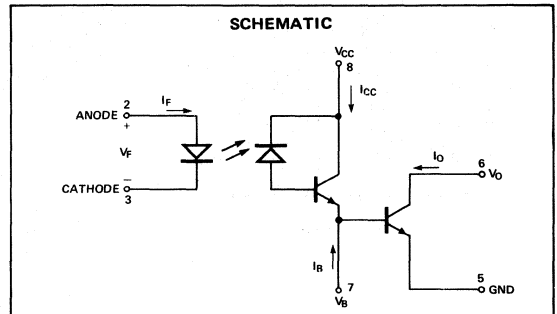 SCHEMATIC
VCC
8
ICC
ANODE 2
IF
+
VF
−
CATHODE
3
IO
6
VO
IB
7
VB
5
GND